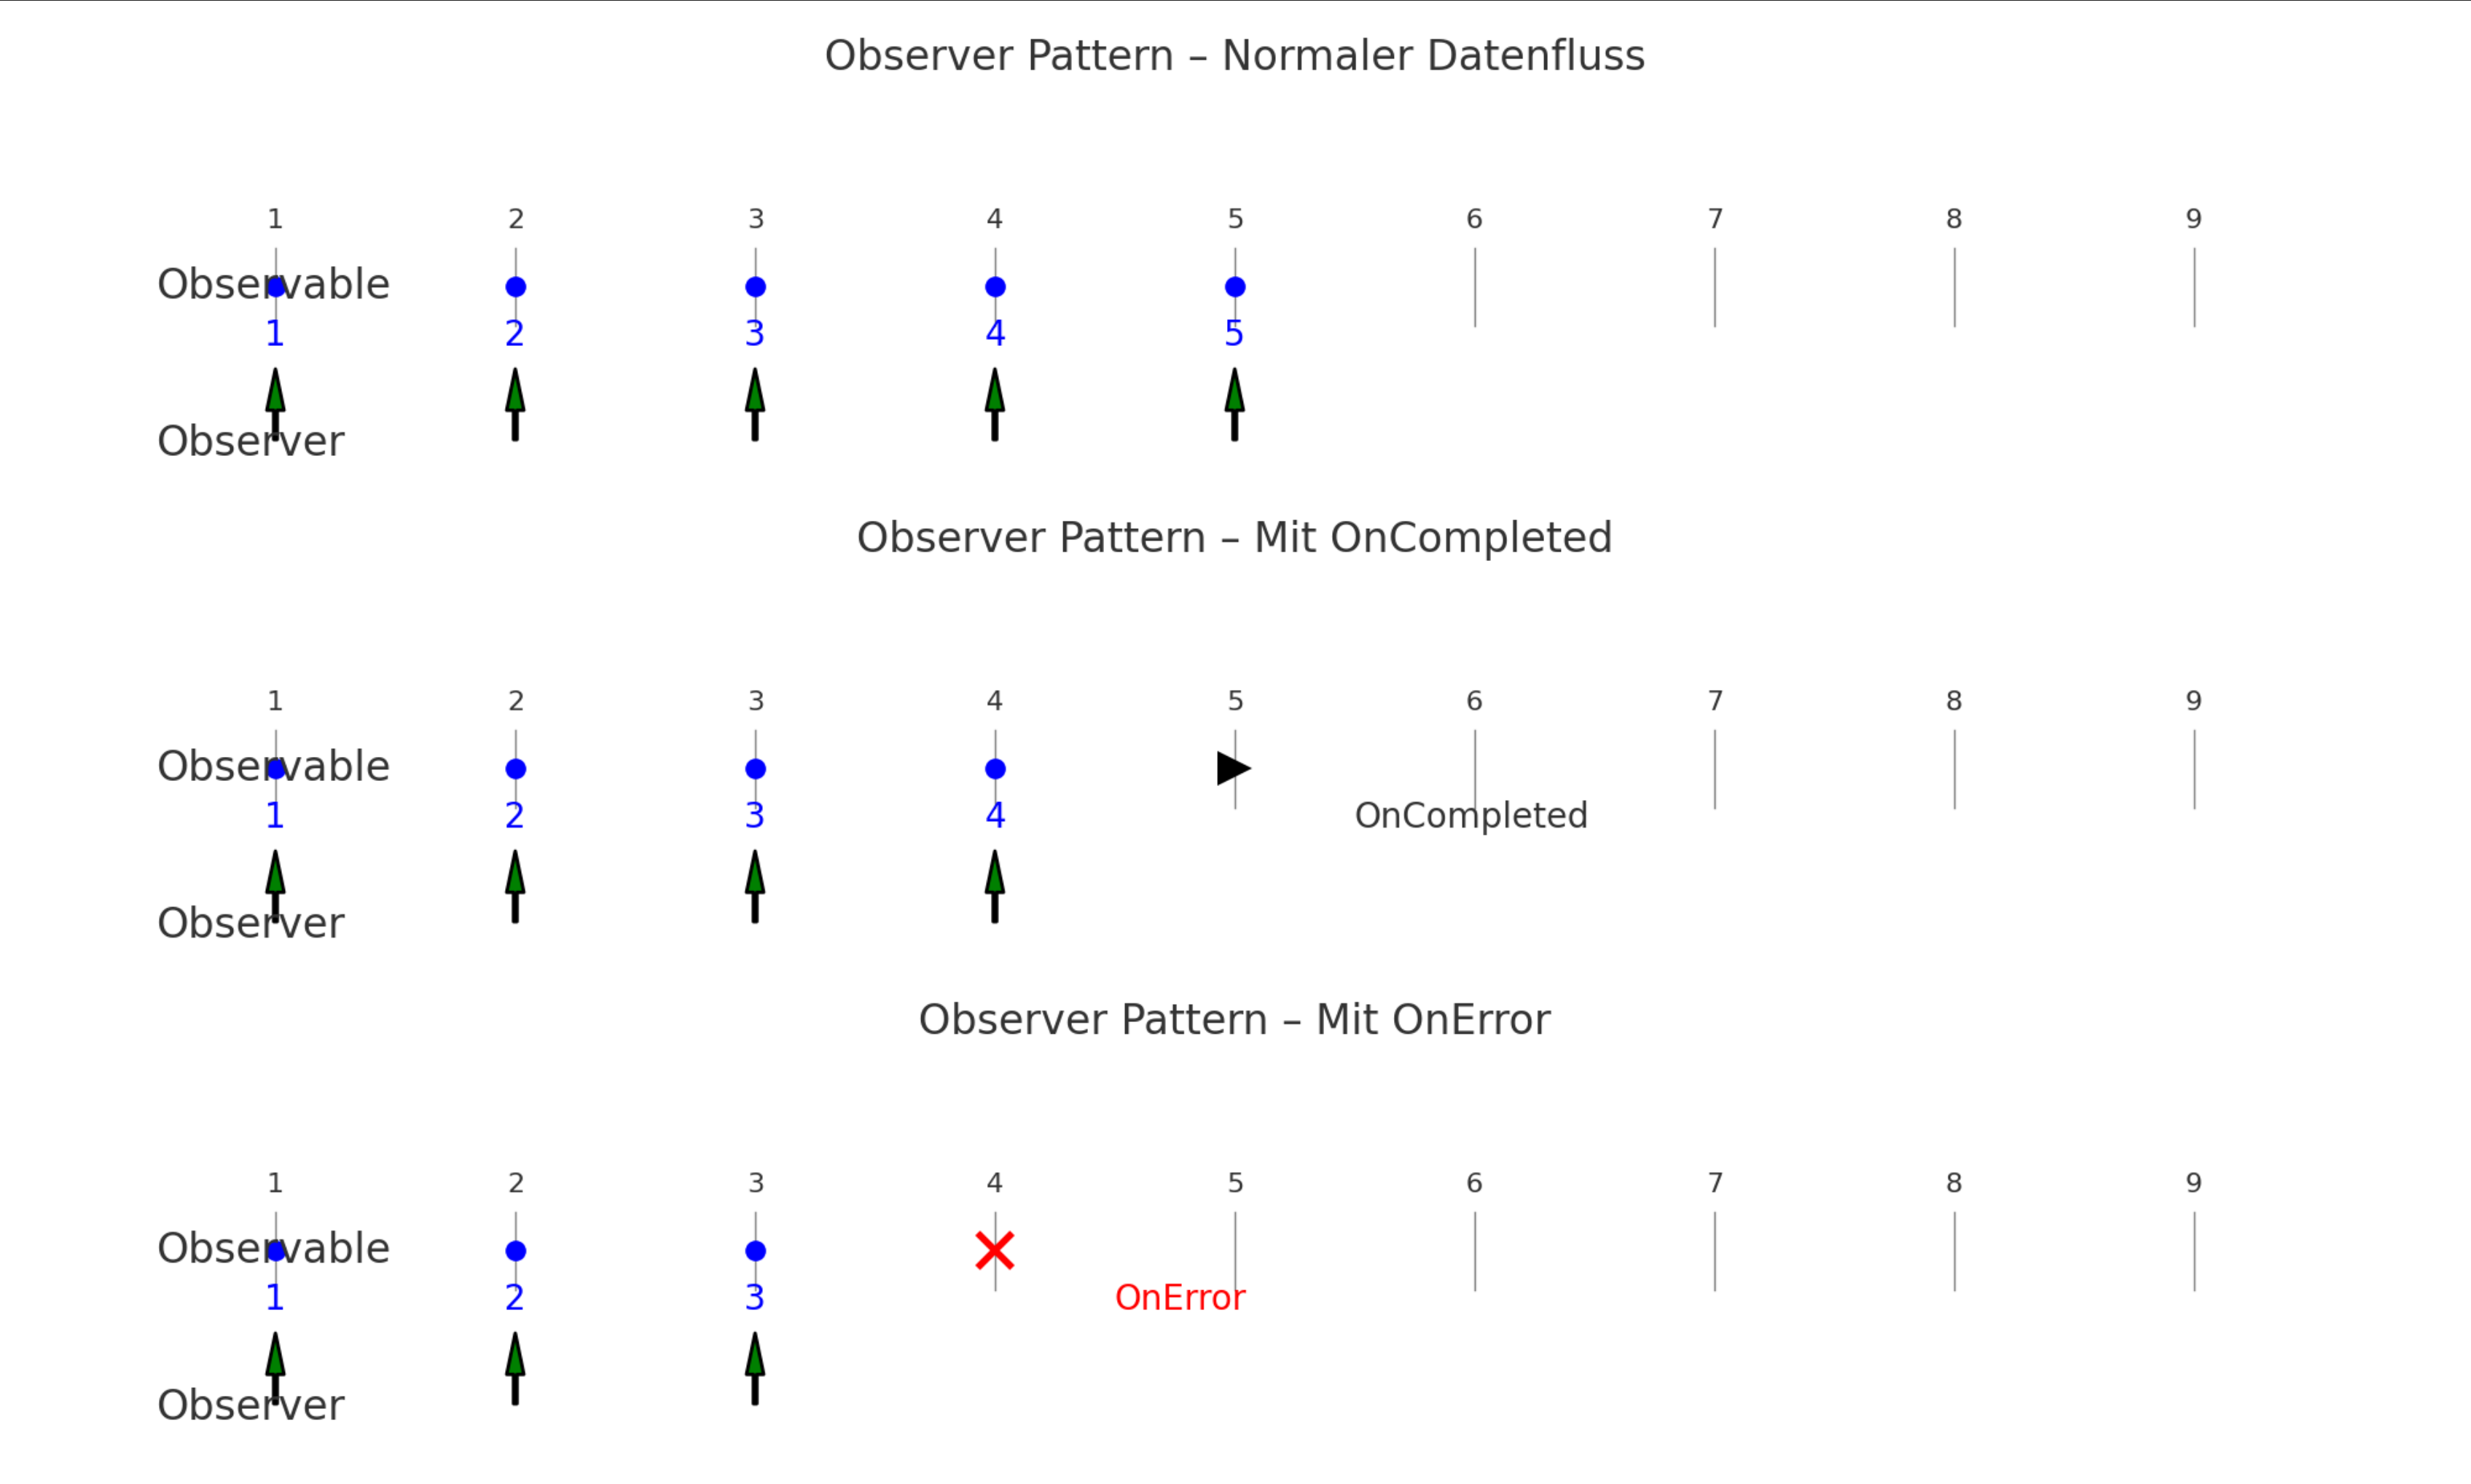 Observer Pattern – Normaler Datenfluss
1 2 3 4 5 6 7 8 9
Observable
1 2 3 4 5
Observer
Observer Pattern – Mit OnCompleted
1 2 3 4 5 6 7 8 9
Observable
1 2 3 4 OnCompleted
Observer
Observer Pattern – Mit OnError
1 2 3 4 5 6 7 8 9
Observable
1 2 3 OnError
Observer